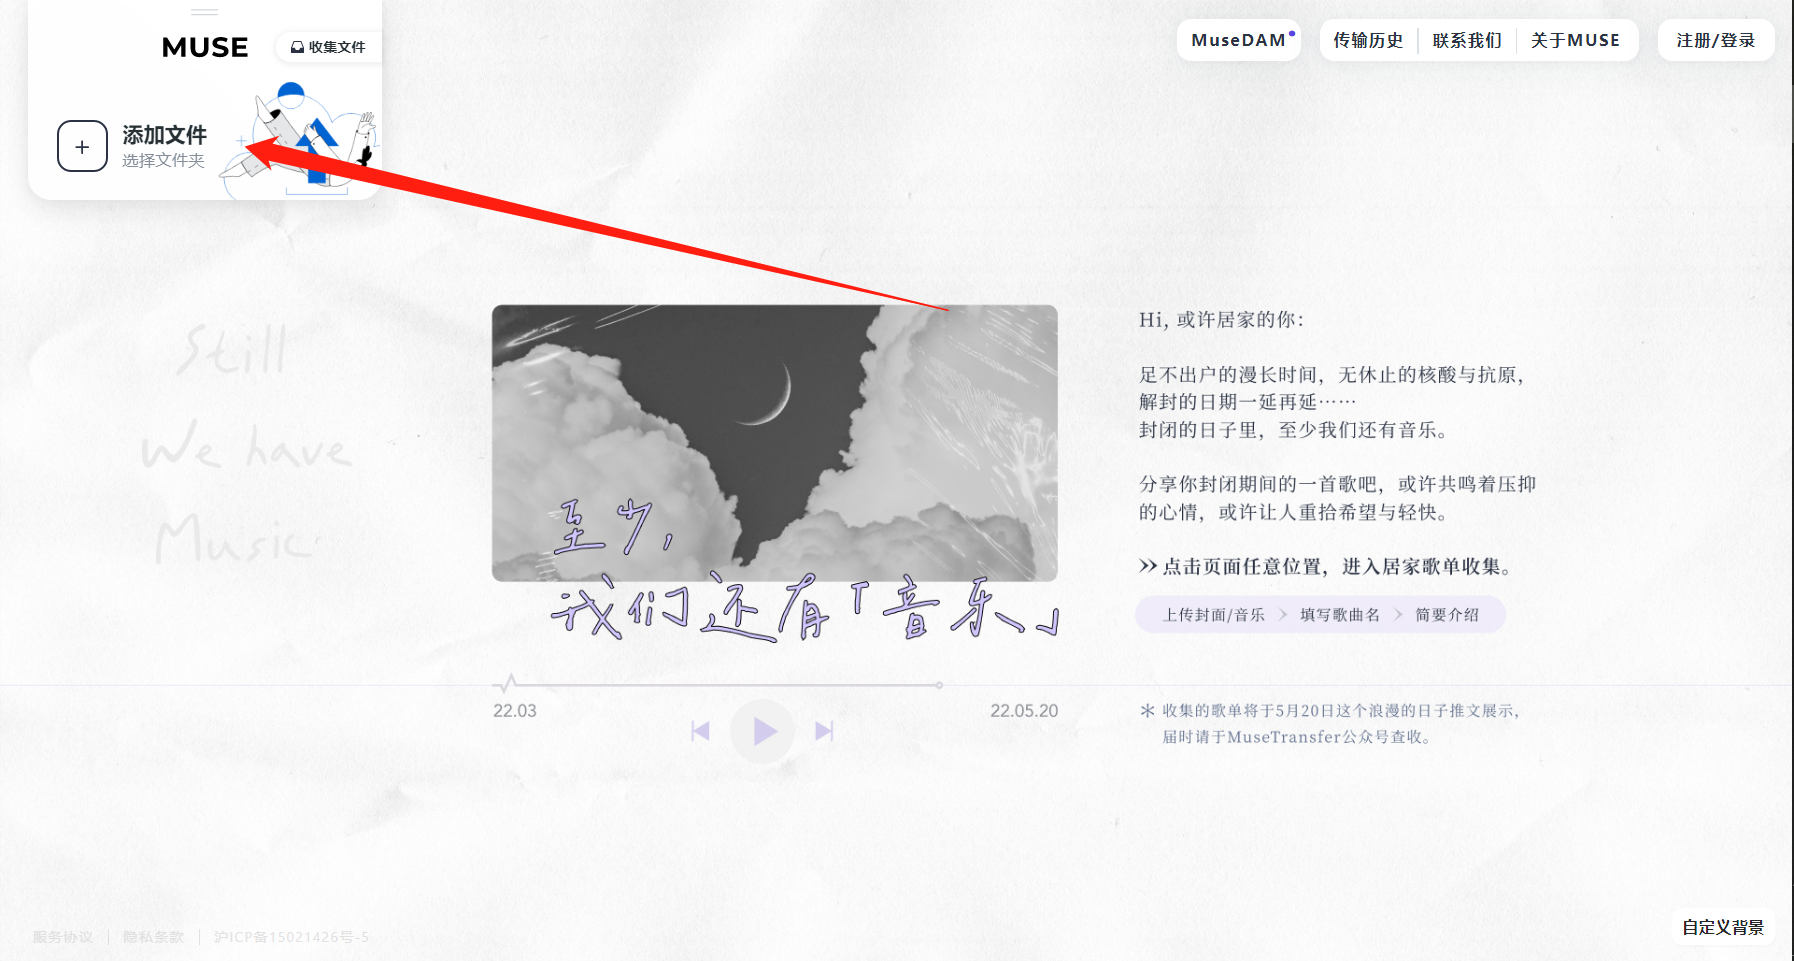 MUSE
收集文件
添加文件
选择文件夹
MuseDAM
传输历史
联系我们
关于MUSE
注册/登录
Still
We have
Music
至少,
我们还有「音乐」
22.03
22.05.20
Hi, 或许居家的你：
足不出户的漫长时间，无休止的核酸与抗原，
解封的日期一延再延……
封闭的日子里，至少我们还有音乐。
分享你封闭期间的一首歌吧，或许共鸣着压抑
的心情，或许让人重拾希望与轻快。
>> 点击页面任意位置，进入居家歌单收集。
上传封面/音乐 > 填写歌曲名 > 简要介绍
* 收集的歌单将于5月20日这个浪漫的日子推文展示，
届时请于MuseTransfer公众号查收。
服务协议 | 隐私条款 | 沪ICP备15021426号-5
自定义背景